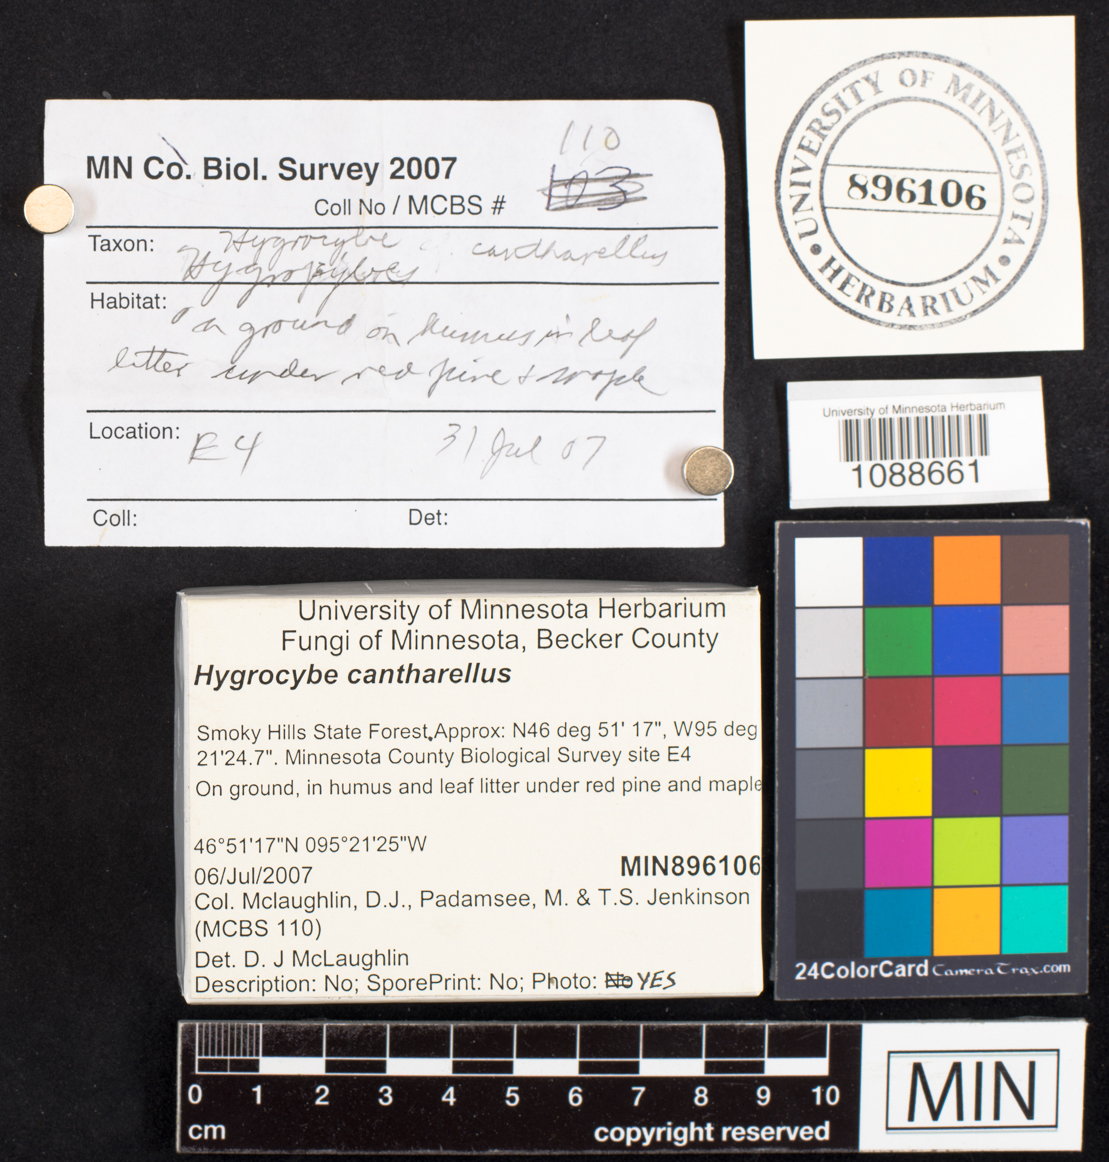 MN Co. Biol. Survey 2007
110
Coll No / MCBS # 103
Taxon: Hygrocybe cantharellus
Habitat: On ground on humus in leaf
litter under red pine & maple
Location: E4 31 Jul 07
Coll: Det:
UNIVERSITY OF MINNESOTA
896106
HERBARIUM
University of Minnesota Herbarium
1088661
University of Minnesota Herbarium
Fungi of Minnesota, Becker County
Hygrocybe cantharellus
Smoky Hills State Forest,Approx: N46 deg 51' 17", W95 deg
21'24.7". Minnesota County Biological Survey site E4
On ground, in humus and leaf litter under red pine and maple
46°51'17"N 095°21'25"W
06/Jul/2007 MIN896106
Col. Mclaughlin, D.J., Padamsee, M. & T.S. Jenkinson
(MCBS 110)
Det. D. J McLaughlin
Description: No; SporePrint: No; Photo: No YES
24ColorCard CameraTrax.com
0 1 2 3 4 5 6 7 8 9 10
cm copyright reserved
MIN